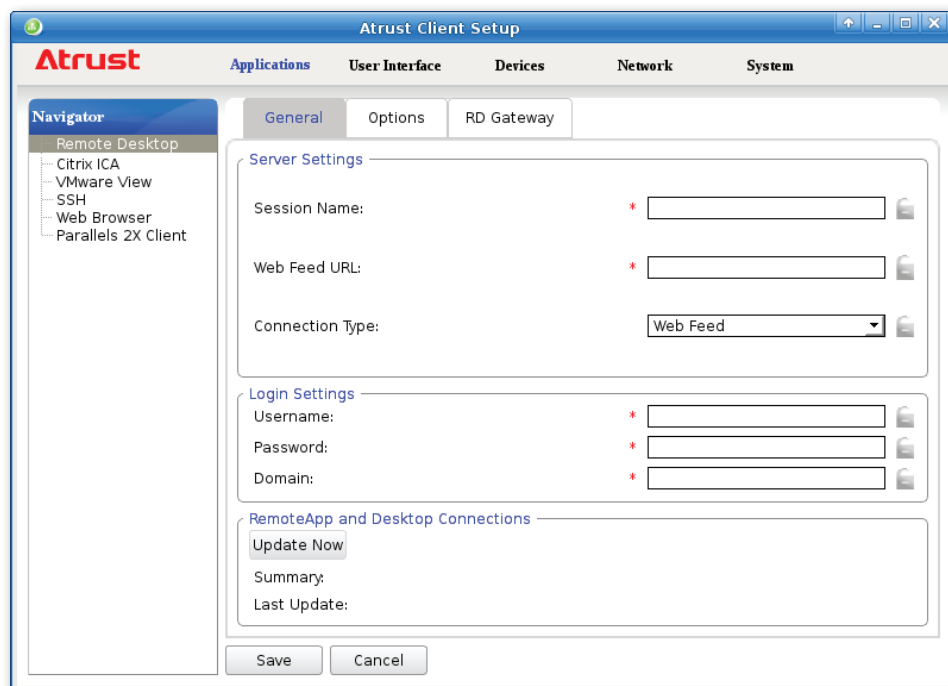 Atrust Client Setup
Atrust Applications User Interface Devices Network System
Navigator
Remote Desktop
Citrix ICA
VMware View
SSH
Web Browser
Parallels 2X Client
General Options RD Gateway
Server Settings
Session Name: *
Web Feed URL: *
Connection Type: Web Feed
Login Settings
Username: *
Password: *
Domain: *
RemoteApp and Desktop Connections
Update Now
Summary:
Last Update:
Save Cancel